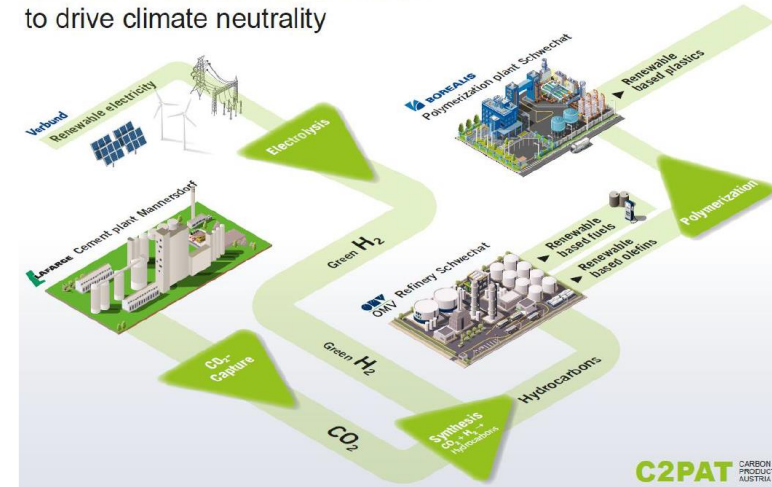 to drive climate neutrality
Verbund
Renewable electricity
Electrolysis
BOREALIS
Polymerization plant Schwechat
Renewable
based plastics
LAFARGE Cement plant Mannersdorf
Green H₂
Polymerization
Renewable
based fuels
Renewable
based olefins
OMV
OMV Refinery Schwechat
CO₂-
Capture
Green H₂
Hydrocarbons
CO₂
Synthesis
CO₂ + H₂ →
Hydrocarbons
C2PAT
CARBON
PRODUCT
AUSTRIA